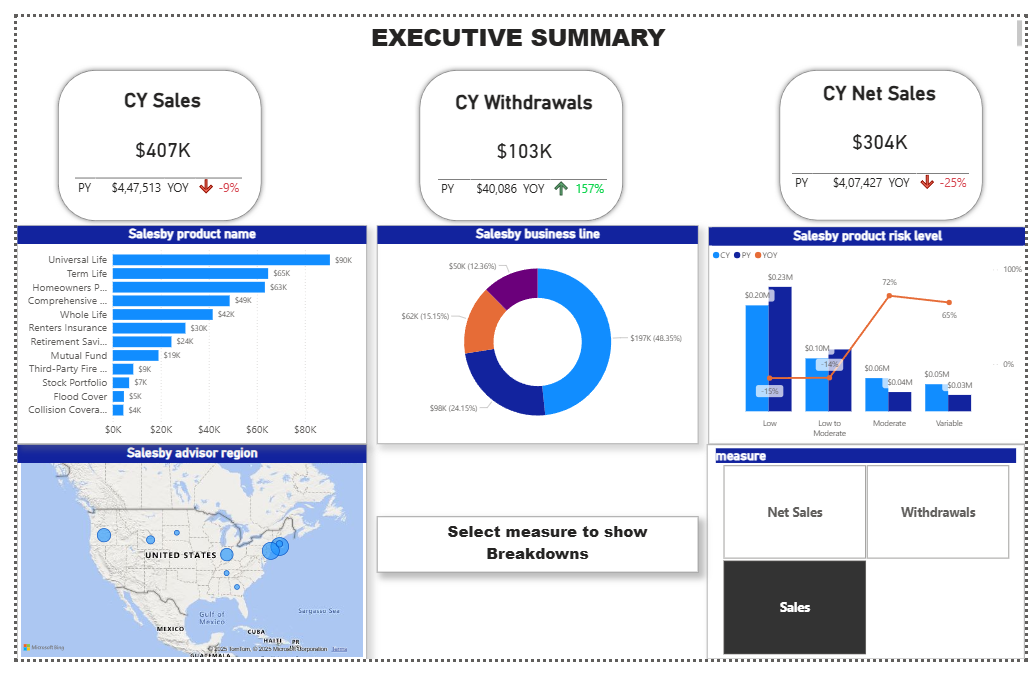 EXECUTIVE SUMMARY
CY Sales
$407K
PY $4,47,513 YOY -9%
CY Withdrawals
$103K
PY $40,086 YOY 157%
CY Net Sales
$304K
PY $4,07,427 YOY -25%
Salesby product name
Universal Life $90K
Term Life $65K
Homeowners P... $63K
Comprehensive ... $49K
Whole Life $42K
Renters Insurance $30K
Retirement Savi... $24K
Mutual Fund $19K
Third-Party Fire ... $9K
Stock Portfolio $7K
Flood Cover $5K
Collision Covera... $4K
$0K $20K $40K $60K $80K
Salesby business line
$50K (12.36%)
$62K (15.15%)
$197K (48.35%)
$98K (24.15%)
Salesby product risk level
CY PY YOY
100%
0%
$0.23M
$0.20M
72%
65%
$0.10M
-14%
-15%
$0.06M
$0.04M
$0.05M
$0.03M
Low
Low to
Moderate
Moderate
Variable
Salesby advisor region
UNITED STATES
Gulf of
Mexico
Sargasso Sea
MEXICO
CUBA
HAITI
PR
GUATEMALA
Microsoft Bing
© 2025 TomTom, © 2025 Microsoft Corporation Terms
Select measure to show
Breakdowns
measure
Net Sales
Withdrawals
Sales